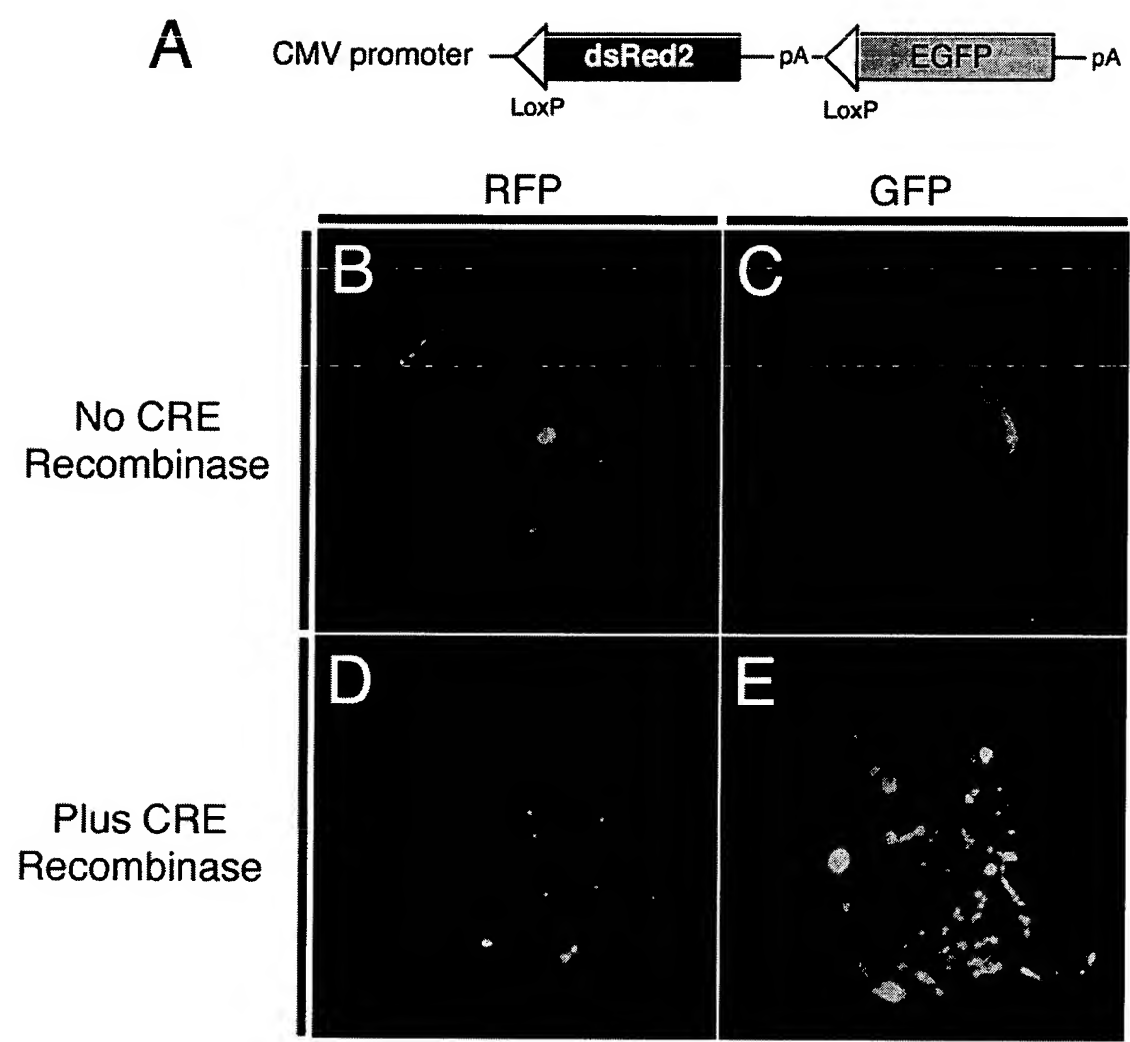 A
CMV promoter dsRed2 pA EGFP pA
LoxP LoxP
RFP GFP
B C
No CRE
Recombinase
D E
Plus CRE
Recombinase